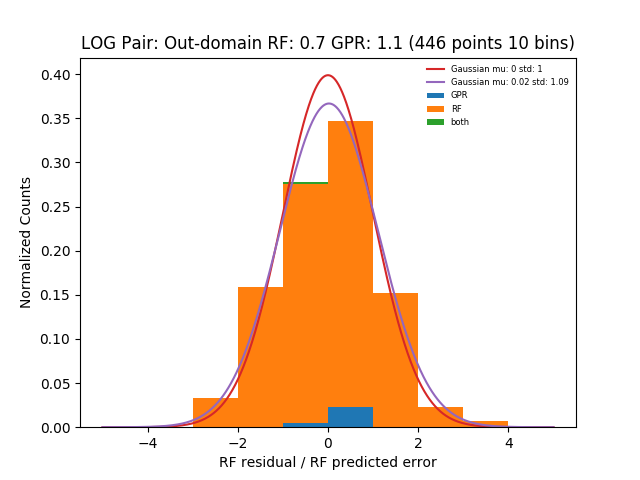 LOG Pair: Out-domain RF: 0.7 GPR: 1.1 (446 points 10 bins)
Gaussian mu: 0 std: 1
Gaussian mu: 0.02 std: 1.09
GPR
RF
both
Normalized Counts
0.40
0.35
0.30
0.25
0.20
0.15
0.10
0.05
0.00
−4 −2 0 2 4
RF residual / RF predicted error